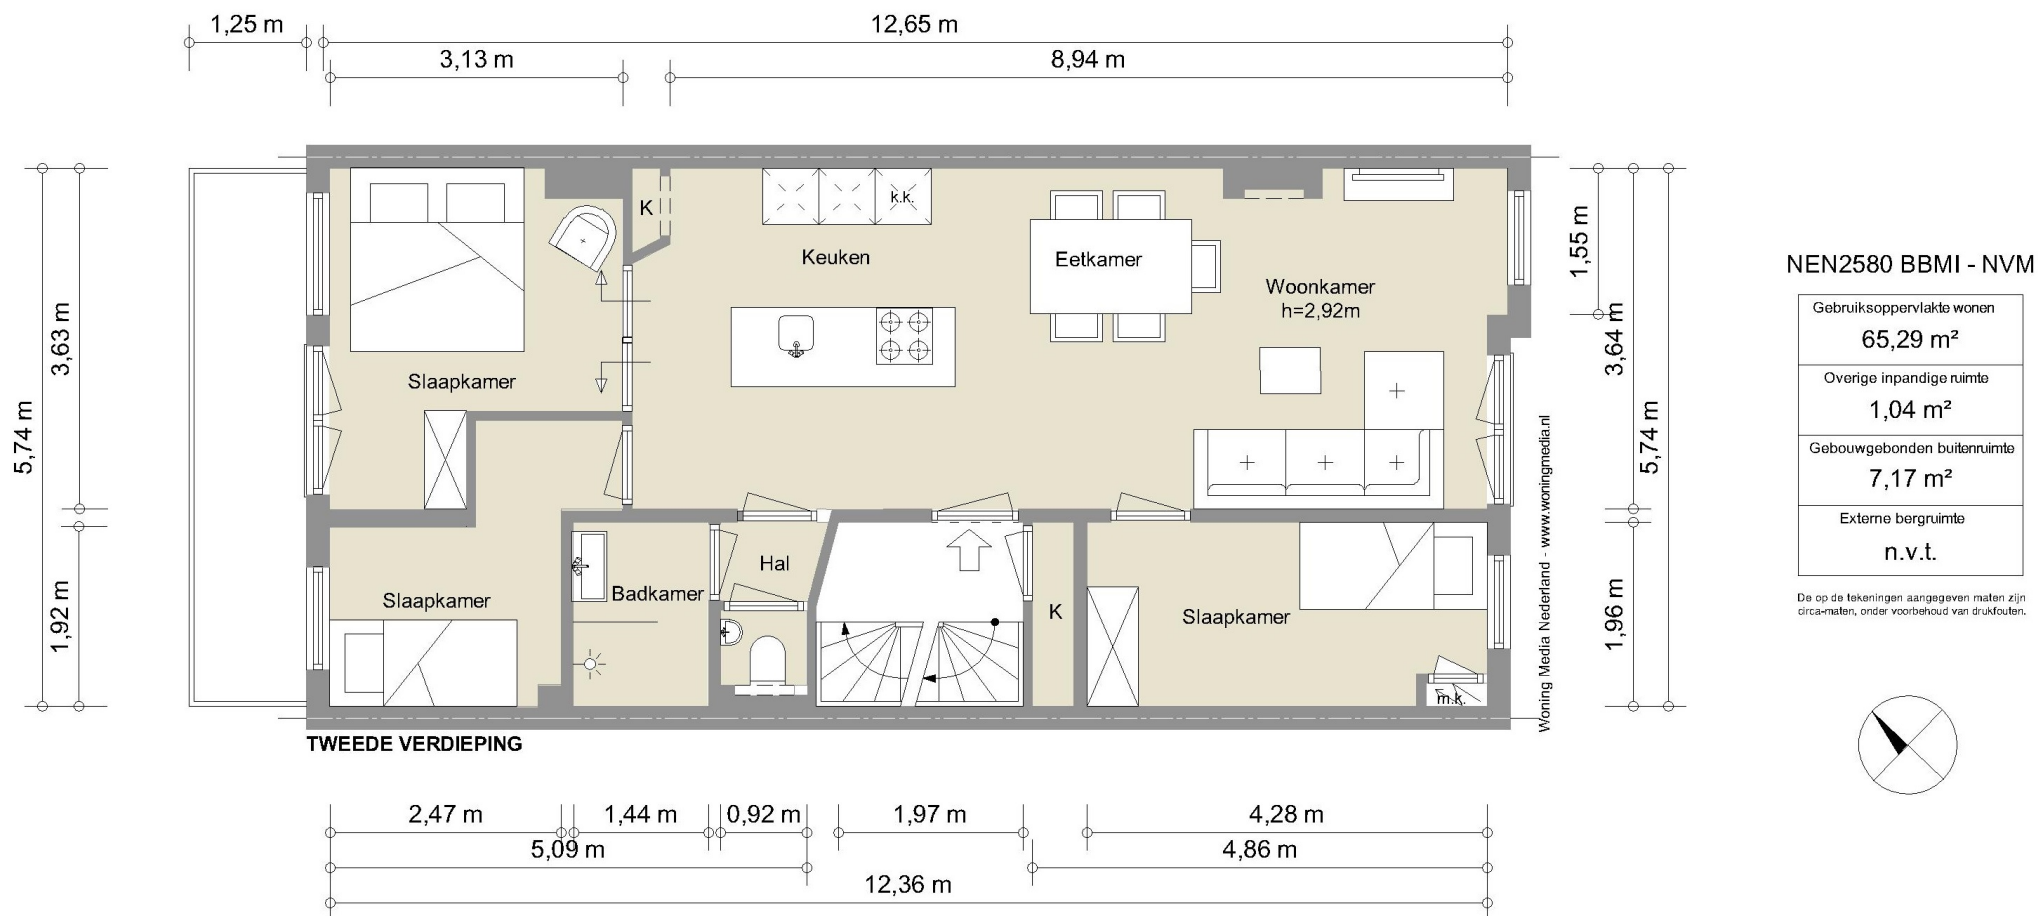 1,25 m
12,65 m
3,13 m
8,94 m
5,74 m
3,63 m
1,92 m
K
k.k.
Keuken
Eetkamer
Woonkamer
h=2,92m
Slaapkamer
Slaapkamer
Badkamer
Hal
K
Slaapkamer
m.k.
1,55 m
3,64 m
5,74 m
1,96 m
Woning Media Nederland - www.woningmedia.nl
NEN2580 BBMI - NVM
Gebruiksoppervlakte wonen
65,29 m²
Overige inpandige ruimte
1,04 m²
Gebouwgebonden buitenruimte
7,17 m²
Externe bergruimte
n.v.t.
De op de tekeningen aangegeven maten zijn
circa-maten, onder voorbehoud van drukfouten.
TWEEDE VERDIEPING
2,47 m
1,44 m
0,92 m
1,97 m
4,28 m
5,09 m
4,86 m
12,36 m